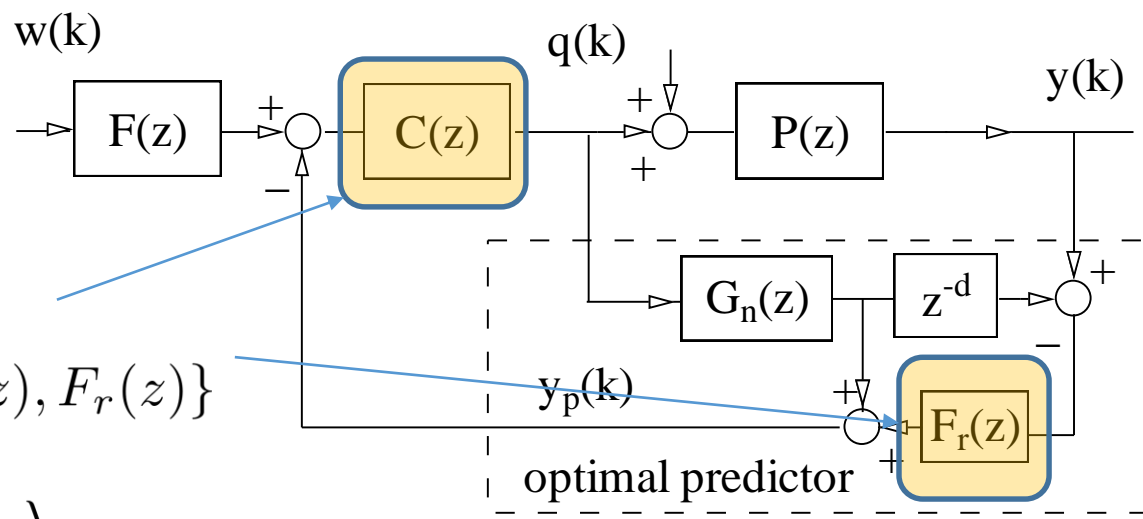 w(k)
q(k)
y(k)
F(z)
+
−
C(z)
+
+
P(z)
G_n(z)
z^{-d}
+
−
z), F_r(z)}
y_p(k)
+
+
F_r(z)
optimal predictor
)